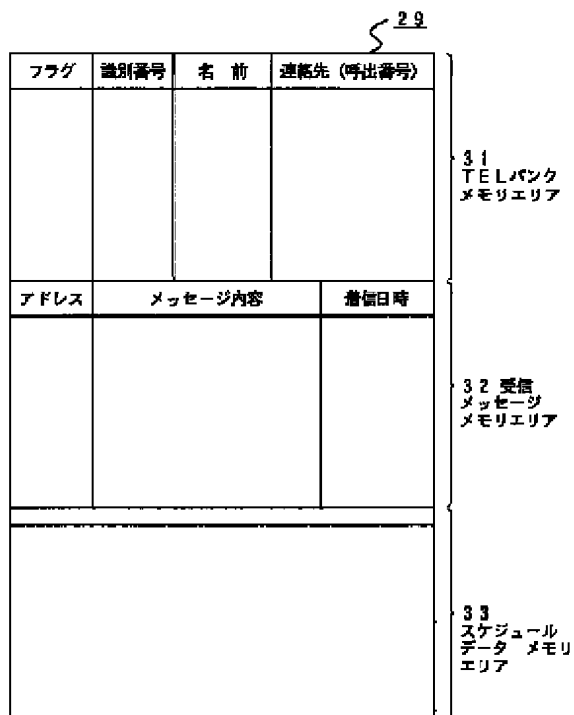 29
フラグ 識別番号 名 前 連絡先（呼出番号）
31
TELバンク
メモリエリア
アドレス メッセージ内容 着信日時
32 受信
メッセージ
メモリエリア
33
スケジュール
データ メモリ
エリア